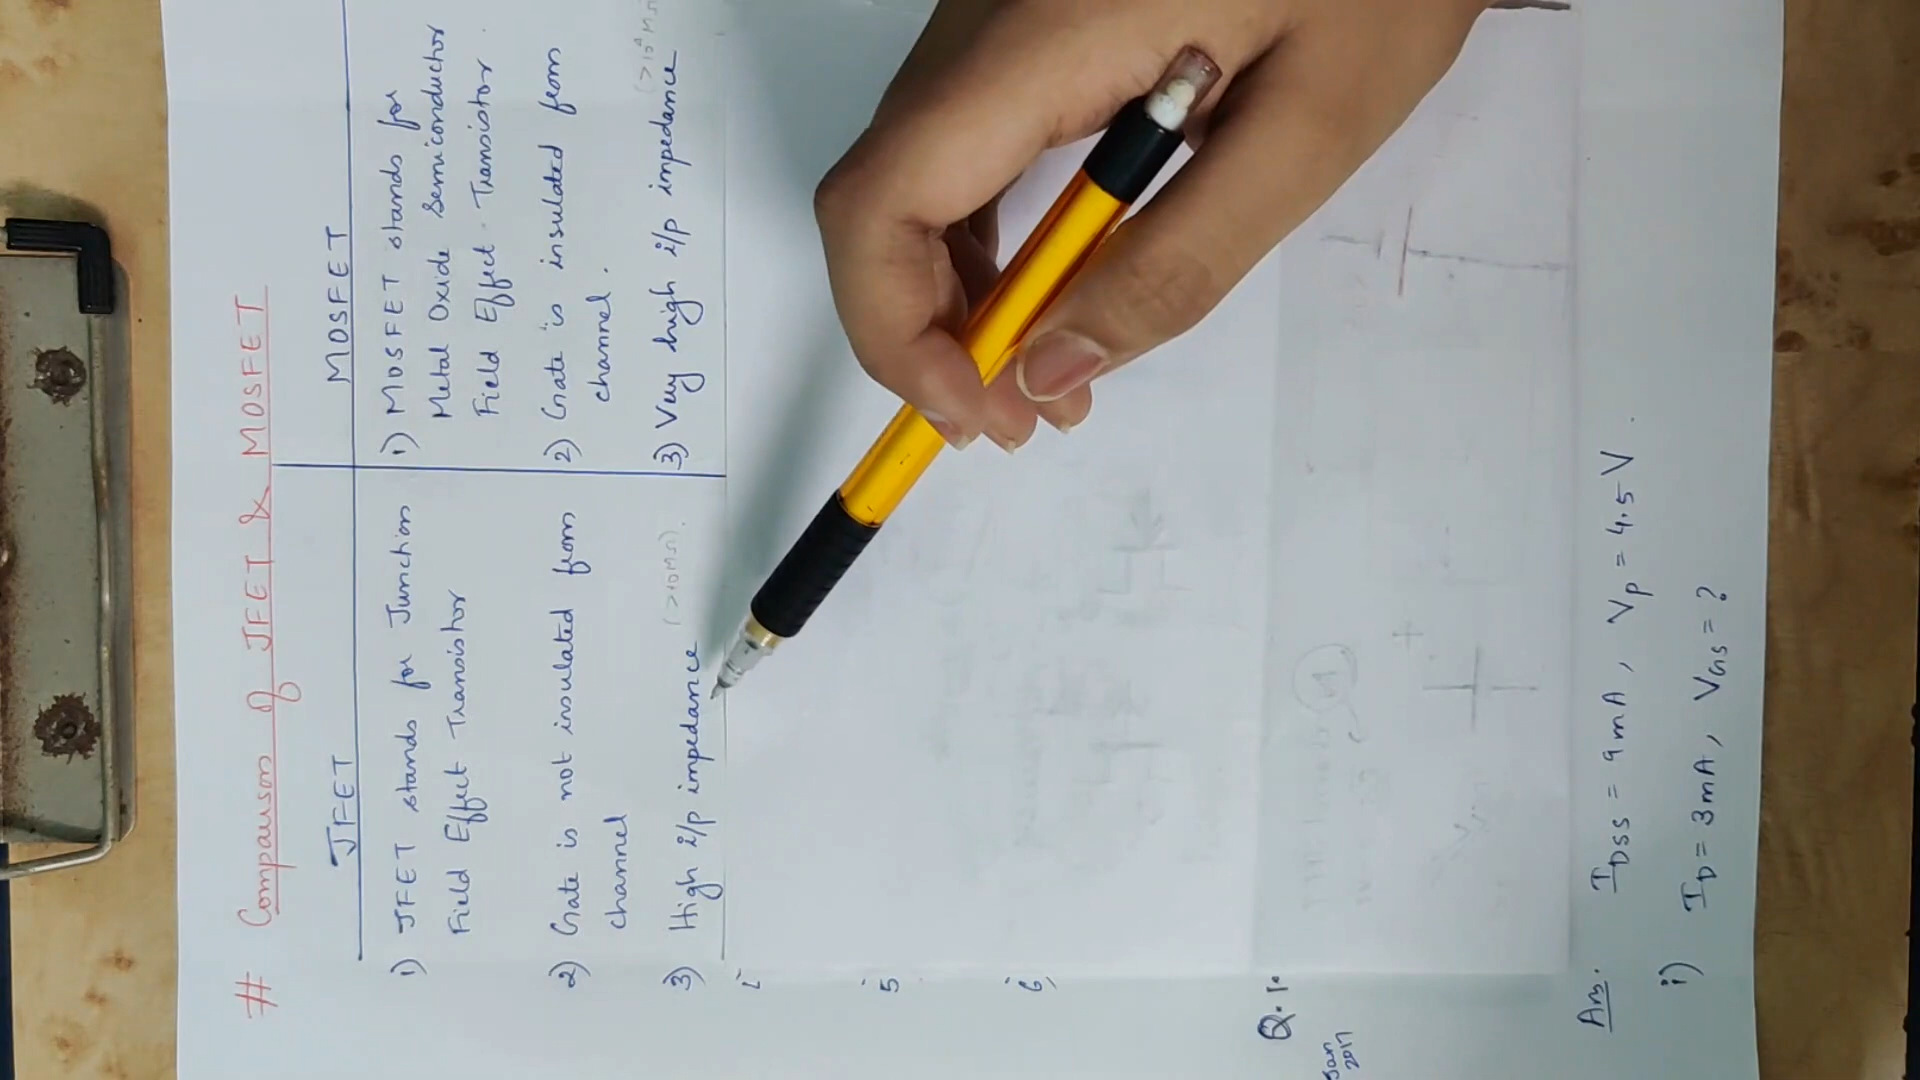 # Comparison of JFET & MOSFET
JFET
MOSFET
1) JFET stands for Junction
Field Effect Transistor
1) MOSFET stands for
Metal Oxide Semiconductor
Field Effect Transistor.
2) Gate is not insulated from
channel
2) Gate is insulated from
channel.
3) High i/p impedance (>10MΩ).
3) Very high i/p impedance
(>10⁴MΩ
5
6)
Q.1.
Jan
2017
Ans. IDSS = 9mA, VP = 4.5V.
i) ID = 3mA, VGS = ?